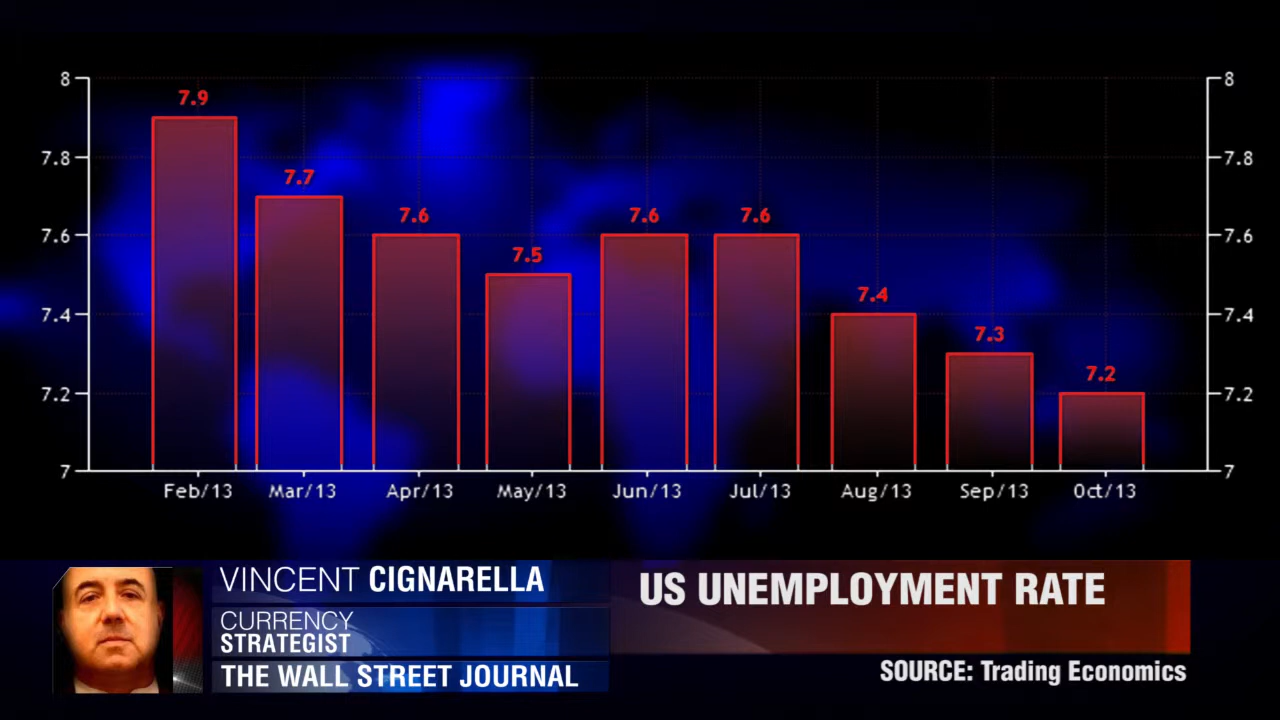 8 8
7.9
7.8 7.8
7.7
7.6 7.6 7.6 7.6 7.6
7.5
7.4 7.4 7.4
7.3
7.2 7.2 7.2
7 7
Feb/13 Mar/13 Apr/13 May/13 Jun/13 Jul/13 Aug/13 Sep/13 Oct/13
VINCENT CIGNARELLA
CURRENCY
STRATEGIST
THE WALL STREET JOURNAL
US UNEMPLOYMENT RATE
SOURCE: Trading Economics